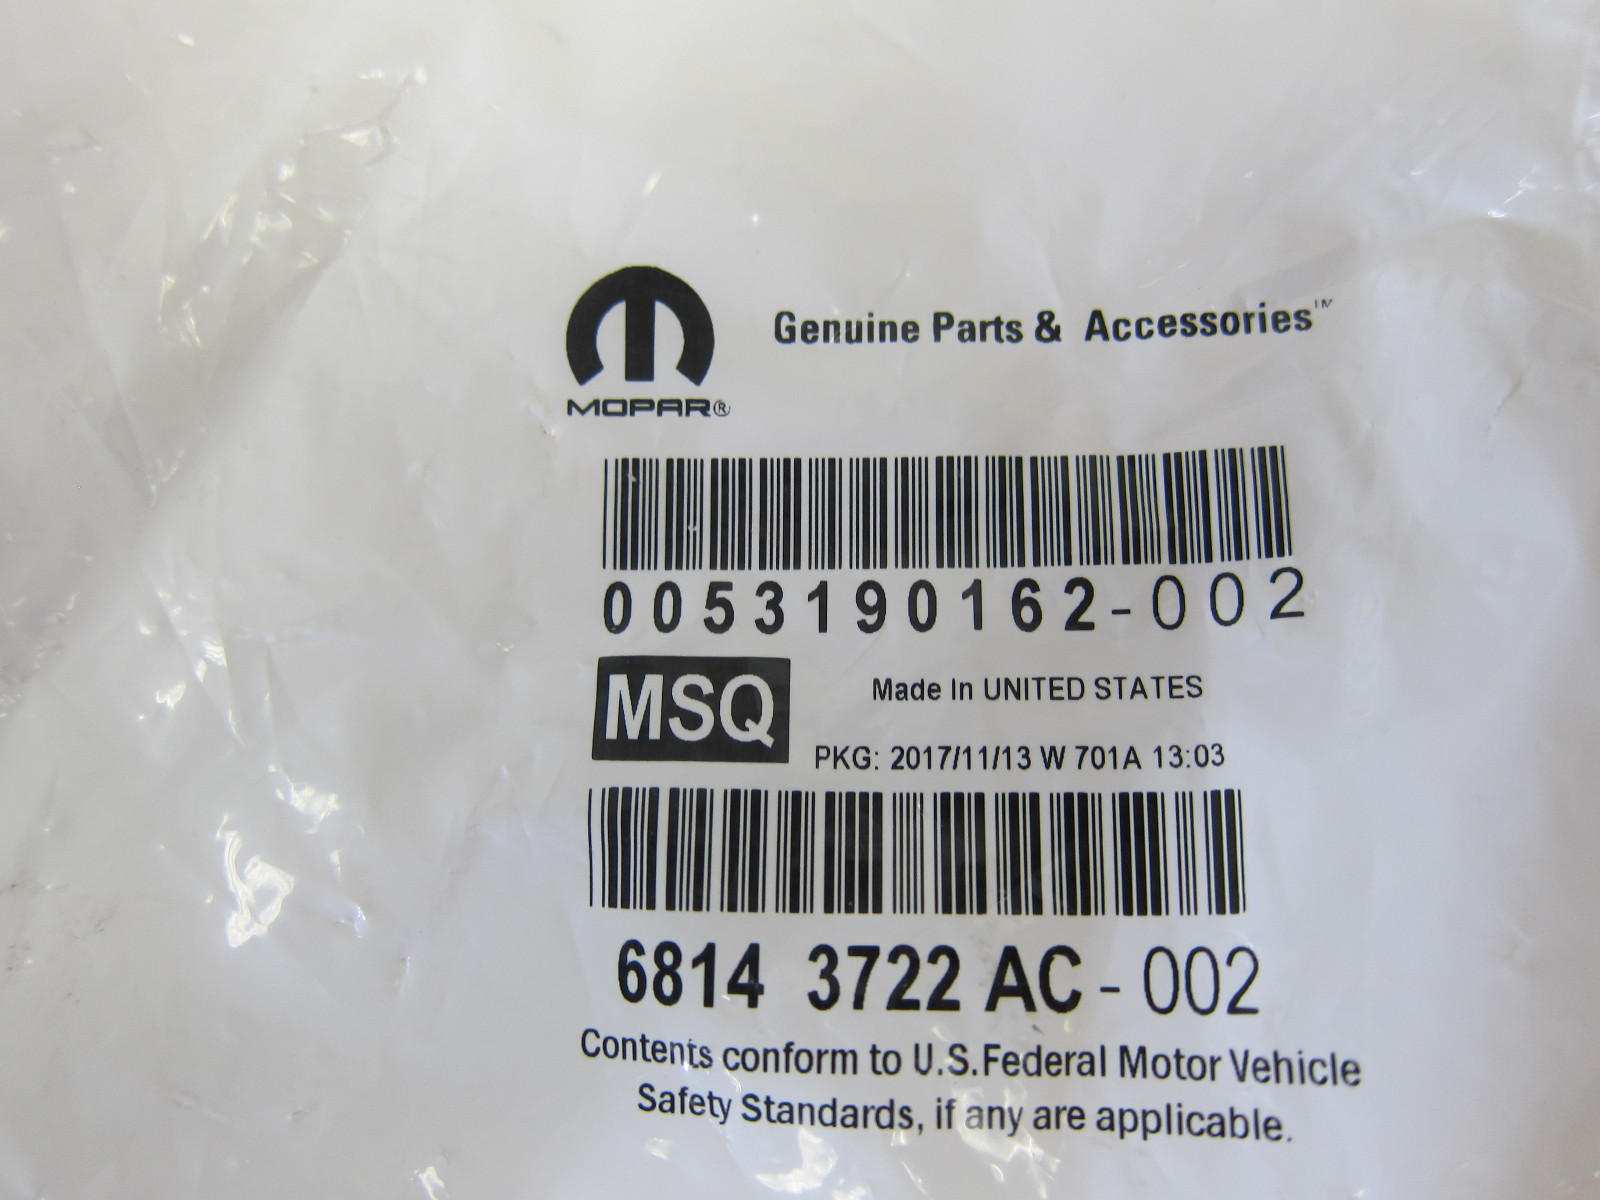 Genuine Parts & Accessories™
MOPAR®
0053190162-002
MSQ
Made In UNITED STATES
PKG: 2017/11/13 W 701A 13:03
6814 3722 AC-002
Contents conform to U.S.Federal Motor Vehicle
Safety Standards, if any are applicable.